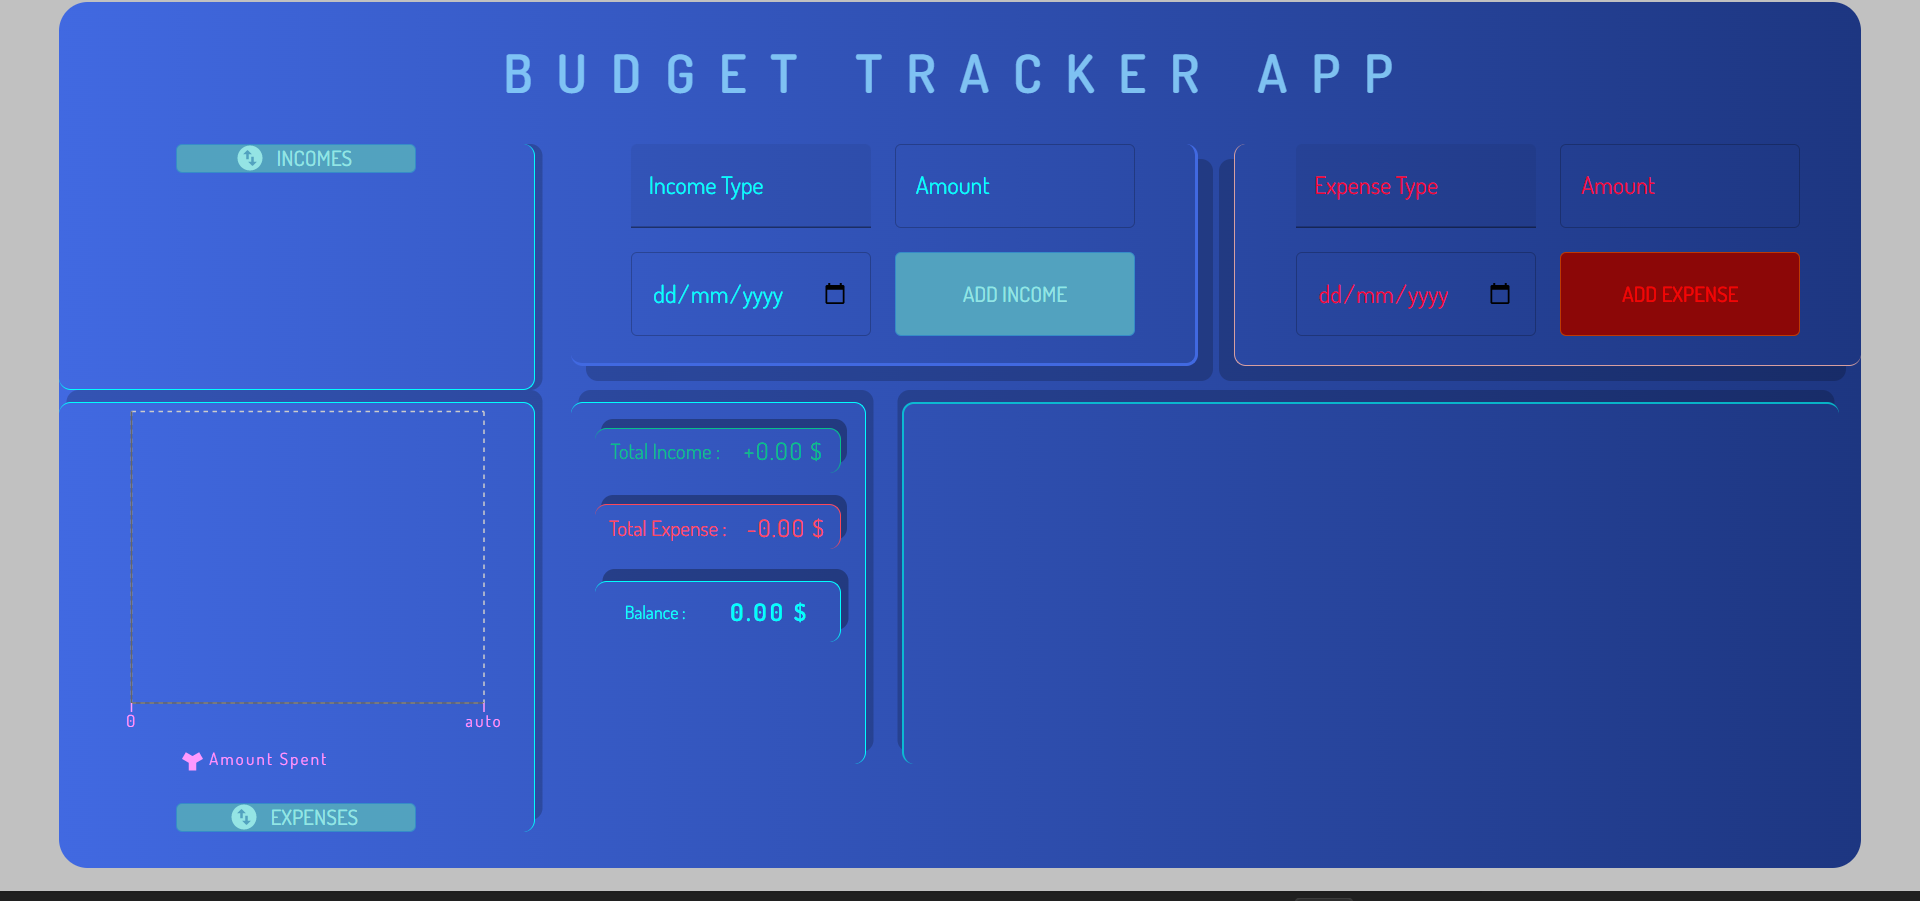 BUDGET TRACKER APP
INCOMES
Income Type
Amount
dd/mm/yyyy
ADD INCOME
Expense Type
Amount
dd/mm/yyyy
ADD EXPENSE
0
auto
Amount Spent
EXPENSES
Total Income : +0.00 $
Total Expense : -0.00 $
Balance : 0.00 $